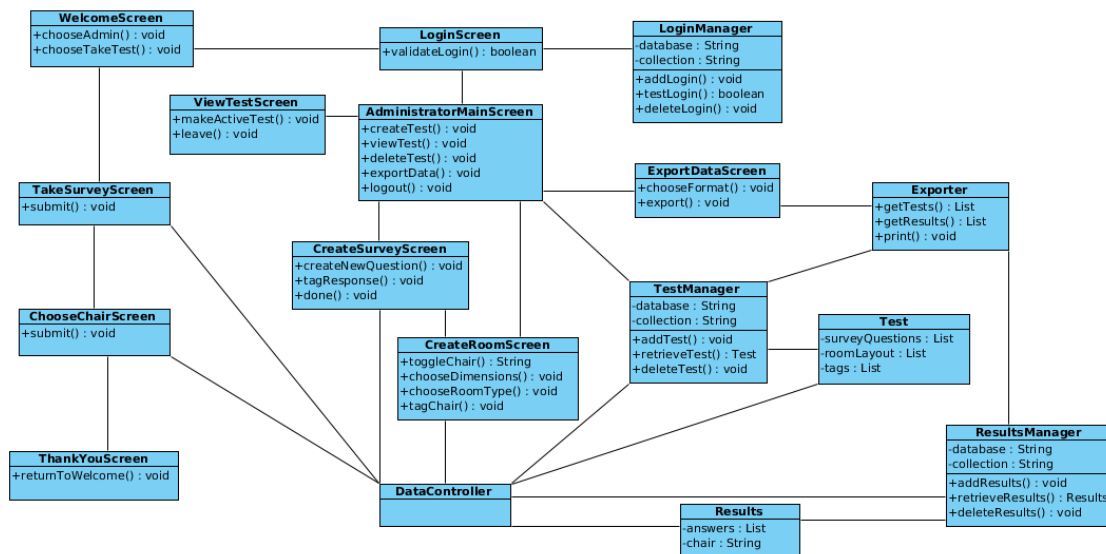 WelcomeScreen
+chooseAdmin() : void
+chooseTakeTest() : void
LoginScreen
+validateLogin() : boolean
LoginManager
-database : String
-collection : String
+addLogin() : void
+testLogin() : boolean
+deleteLogin() : void
ViewTestScreen
+makeActiveTest() : void
+leave() : void
AdministratorMainScreen
+createTest() : void
+viewTest() : void
+deleteTest() : void
+exportData() : void
+logout() : void
ExportDataScreen
+chooseFormat() : void
+export() : void
Exporter
+getTests() : List
+getResults() : List
+print() : void
TakeSurveyScreen
+submit() : void
CreateSurveyScreen
+createNewQuestion() : void
+tagResponse() : void
+done() : void
TestManager
-database : String
-collection : String
+addTest() : void
+retrieveTest() : Test
+deleteTest() : void
Test
-surveyQuestions : List
-roomLayout : List
-tags : List
ChooseChairScreen
+submit() : void
CreateRoomScreen
+toggleChair() : String
+chooseDimensions() : void
+chooseRoomType() : void
+tagChair() : void
ThankYouScreen
+returnToWelcome() : void
DataController
ResultsManager
-database : String
-collection : String
+addResults() : void
+retrieveResults() : Results
+deleteResults() : void
Results
-answers : List
-chair : String